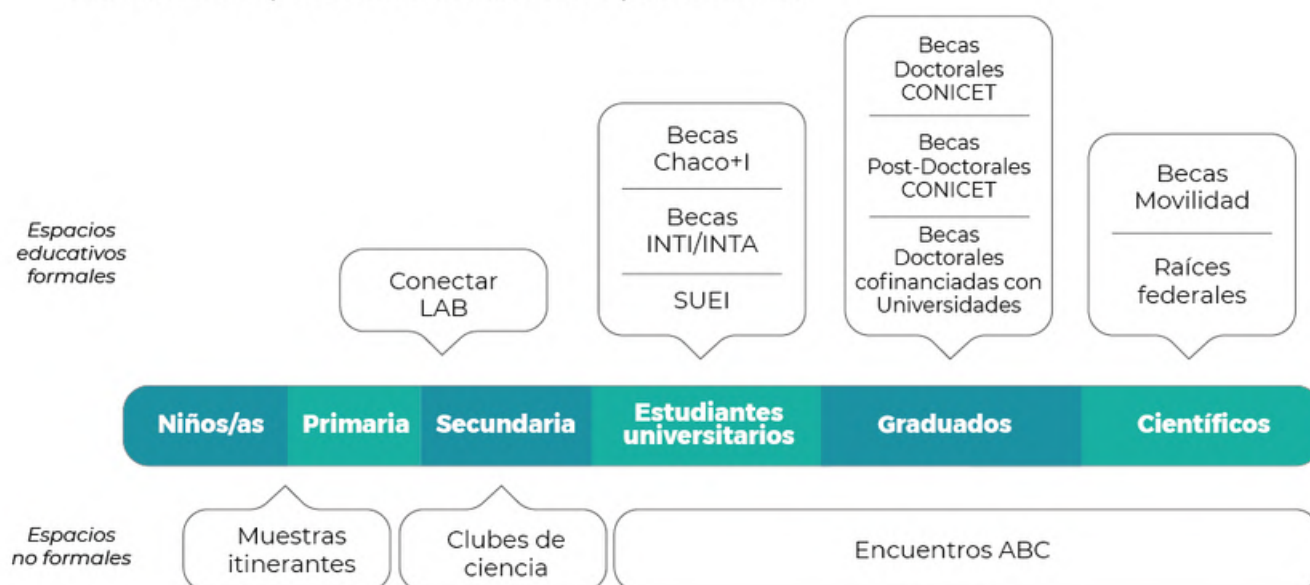 Becas
Doctorales
CONICET
Becas
Post-Doctorales
CONICET
Becas
Doctorales
cofinanciadas con
Universidades
Becas
Chaco+I
Becas
INTI/INTA
SUEI
Becas
Movilidad
Raíces
federales
Espacios
educativos
formales
Conectar
LAB
Niños/as
Primaria
Secundaria
Estudiantes
universitarios
Graduados
Científicos
Espacios
no formales
Muestras
itinerantes
Clubes de
ciencia
Encuentros ABC